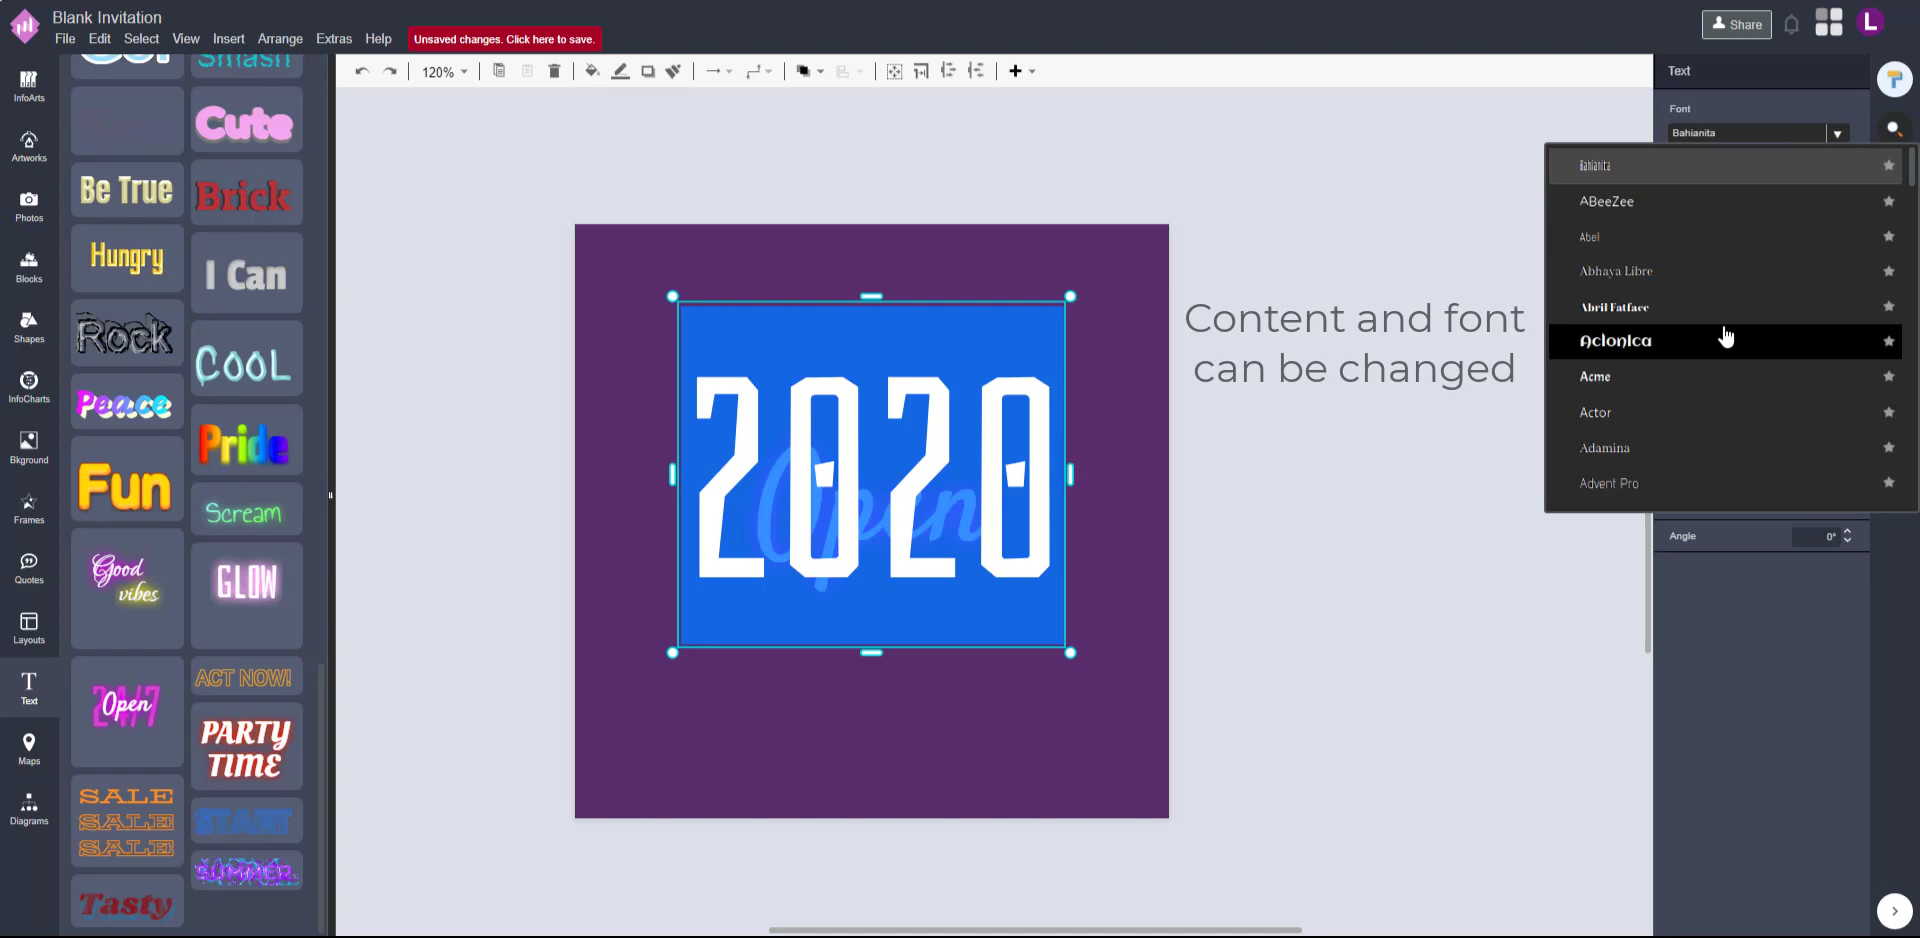 Blank Invitation
File Edit Select View Insert Arrange Extras Help
Unsaved changes. Click here to save.
Share
L
120%
InfoArts
Artworks
Photos
Blocks
Shapes
InfoCharts
Bkground
Frames
Quotes
Layouts
Text
Maps
Diagrams
Smash
Cute
Be True
Brick
Hungry
I Can
Rock
COOL
Peace
Pride
Fun
Scream
Good
vibes
GLOW
24/7
Open
ACT NOW!
PARTY
TIME
SALE
SALE
SALE
START
SUMMER
Tasty
2020
Open
Content and font
can be changed
Text
Font
Bahianita
Bahianita
ABeeZee
Abel
Abhaya Libre
Abril Fatface
Aclonica
Acme
Actor
Adamina
Advent Pro
Angle
0°